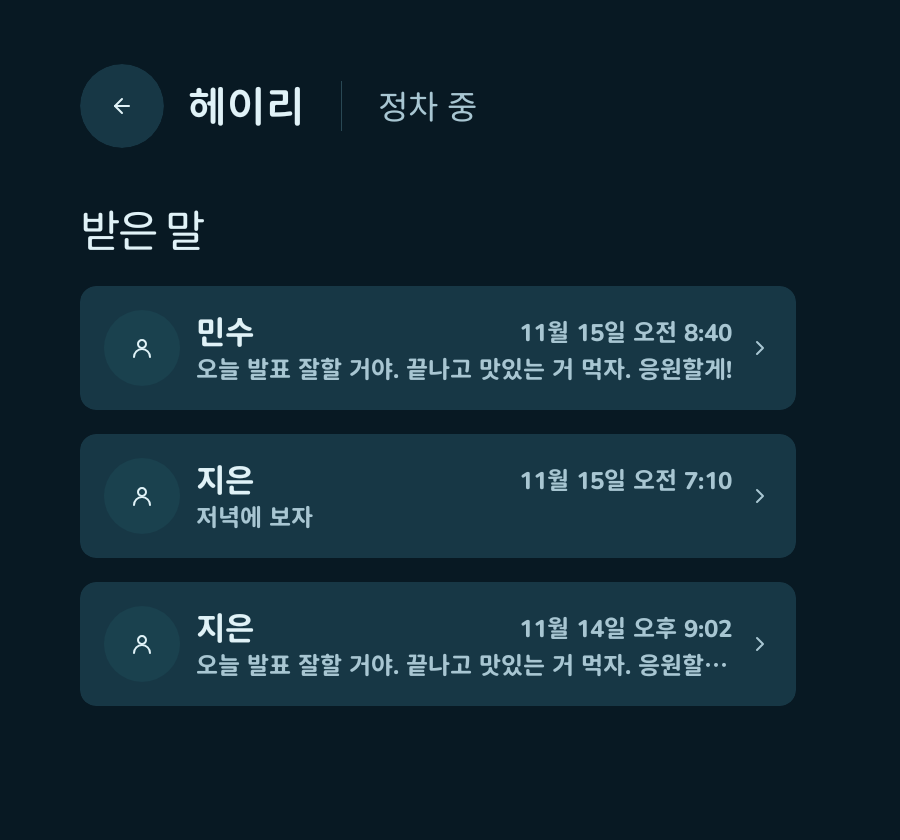 헤이리
정차 중
받은 말
민수
11월 15일 오전 8:40
오늘 발표 잘할 거야. 끝나고 맛있는 거 먹자. 응원할게!
지은
11월 15일 오전 7:10
저녁에 보자
지은
11월 14일 오후 9:02
오늘 발표 잘할 거야. 끝나고 맛있는 거 먹자. 응원할…